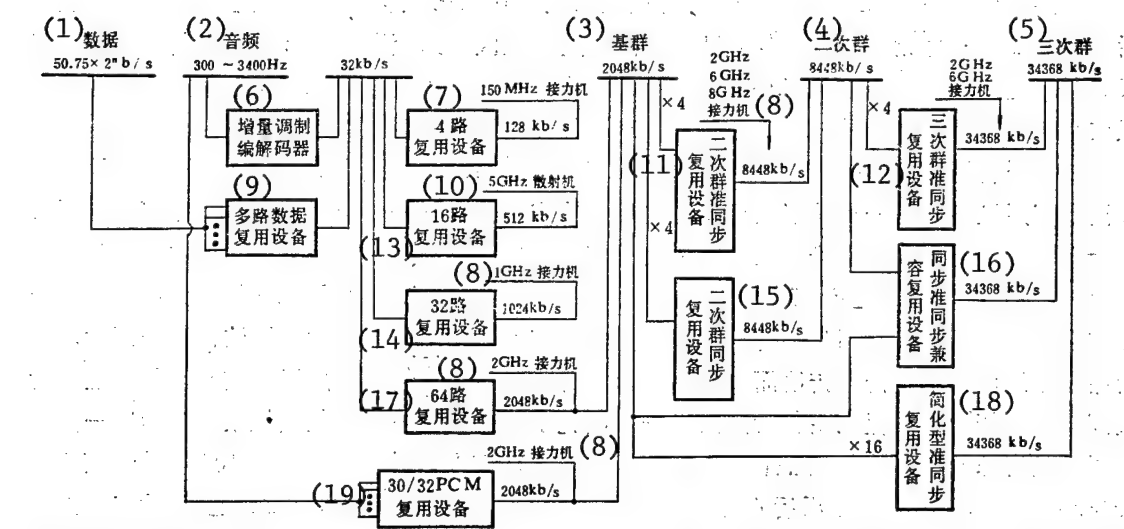 (1) 数据
50.75× 2ⁿ b/s
(2) 音频
300 ~3400Hz
32kb/s
(3) 基群
2048kb/s
(4) 二次群
8448kb/s
(5) 三次群
34368 kb/s
(6)
增量调制
编解码器
(7)
4路
复用设备
150MHz 接力机
128 kb/s
2GHz
6GHz
8GHz
接力机 (8)
×4
(11)
二次群准同步
复用设备
8448kb/s
2GHz
6GHz
接力机
×4
(12)
三次群准同步
复用设备
34368 kb/s
(9)
多路数据
复用设备
(10)
16路
复用设备
(13)
5GHz 散射机
512 kb/s
×4
(8) 1GHz 接力机
32路
复用设备
(14)
1024kb/s
(15)
二次群同步
复用设备
8448kb/s
(16)
同步准同步兼
容复用设备
34368 kb/s
(8) 2GHz 接力机
(17)
64路
复用设备
2048kb/s
(18)
简化型准同步
复用设备
×16
34368 kb/s
2GHz 接力机 (8)
(19)
30/32PCM
复用设备
2048kb/s